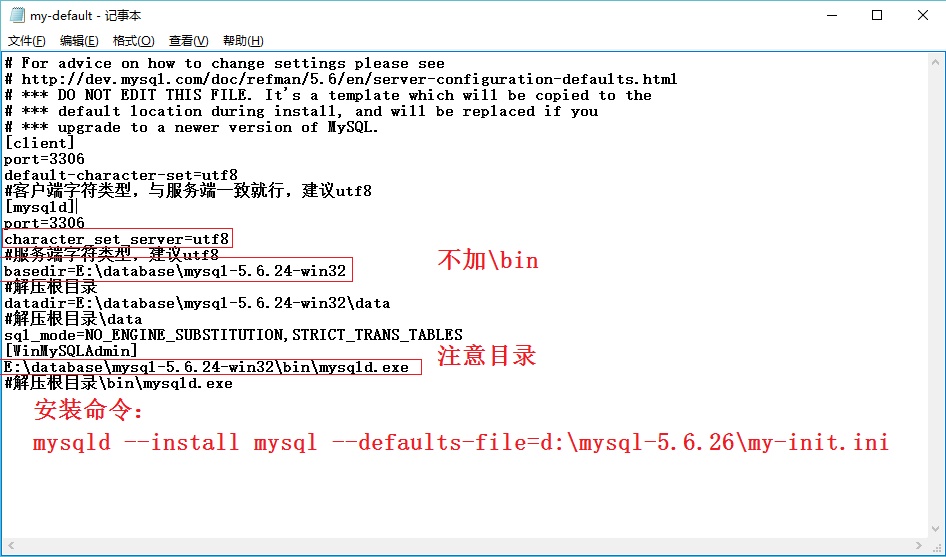 my-default - 记事本
文件(F) 编辑(E) 格式(O) 查看(V) 帮助(H)
# For advice on how to change settings please see
# http://dev.mysql.com/doc/refman/5.6/en/server-configuration-defaults.html
# *** DO NOT EDIT THIS FILE. It's a template which will be copied to the
# *** default location during install, and will be replaced if you
# *** upgrade to a newer version of MySQL.
[client]
port=3306
default-character-set=utf8
#客户端字符类型，与服务端一致就行，建议utf8
[mysqld]
port=3306
character_set_server=utf8
#服务端字符类型，建议utf8
basedir=E:\database\mysql-5.6.24-win32
不加\bin
#解压根目录
datadir=E:\database\mysql-5.6.24-win32\data
#解压根目录\data
sql_mode=NO_ENGINE_SUBSTITUTION,STRICT_TRANS_TABLES
[WinMySQLAdmin]
注意目录
E:\database\mysql-5.6.24-win32\bin\mysqld.exe
#解压根目录\bin\mysqld.exe
安装命令：
mysqld --install mysql --defaults-file=d:\mysql-5.6.26\my-init.ini